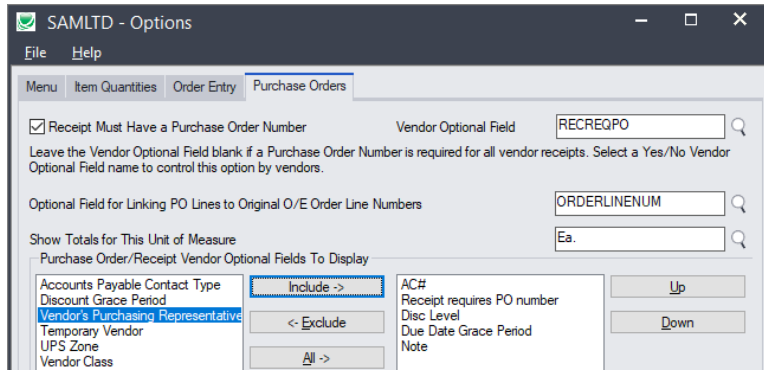 SAMLTD - Options
File Help
Menu Item Quantities Order Entry Purchase Orders
Receipt Must Have a Purchase Order Number Vendor Optional Field RECREQPO
Leave the Vendor Optional Field blank if a Purchase Order Number is required for all vendor receipts. Select a Yes/No Vendor
Optional Field name to control this option by vendors.
Optional Field for Linking PO Lines to Original O/E Order Line Numbers ORDERLINENUM
Show Totals for This Unit of Measure Ea.
Purchase Order/Receipt Vendor Optional Fields To Display
Accounts Payable Contact Type Include -> AC# Up
Discount Grace Period Receipt requires PO number
Vendor's Purchasing Representative <- Exclude Disc Level Down
Temporary Vendor Due Date Grace Period
UPS Zone Note
Vendor Class All ->